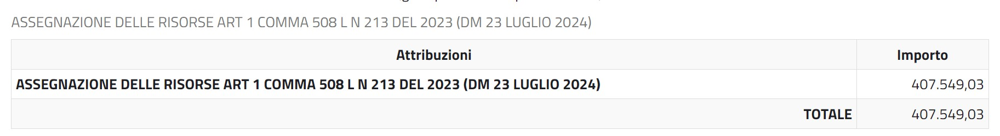 ASSEGNAZIONE DELLE RISORSE ART 1 COMMA 508 L N 213 DEL 2023 (DM 23 LUGLIO 2024)
Attribuzioni Importo
ASSEGNAZIONE DELLE RISORSE ART 1 COMMA 508 L N 213 DEL 2023 (DM 23 LUGLIO 2024) 407.549,03
TOTALE 407.549,03